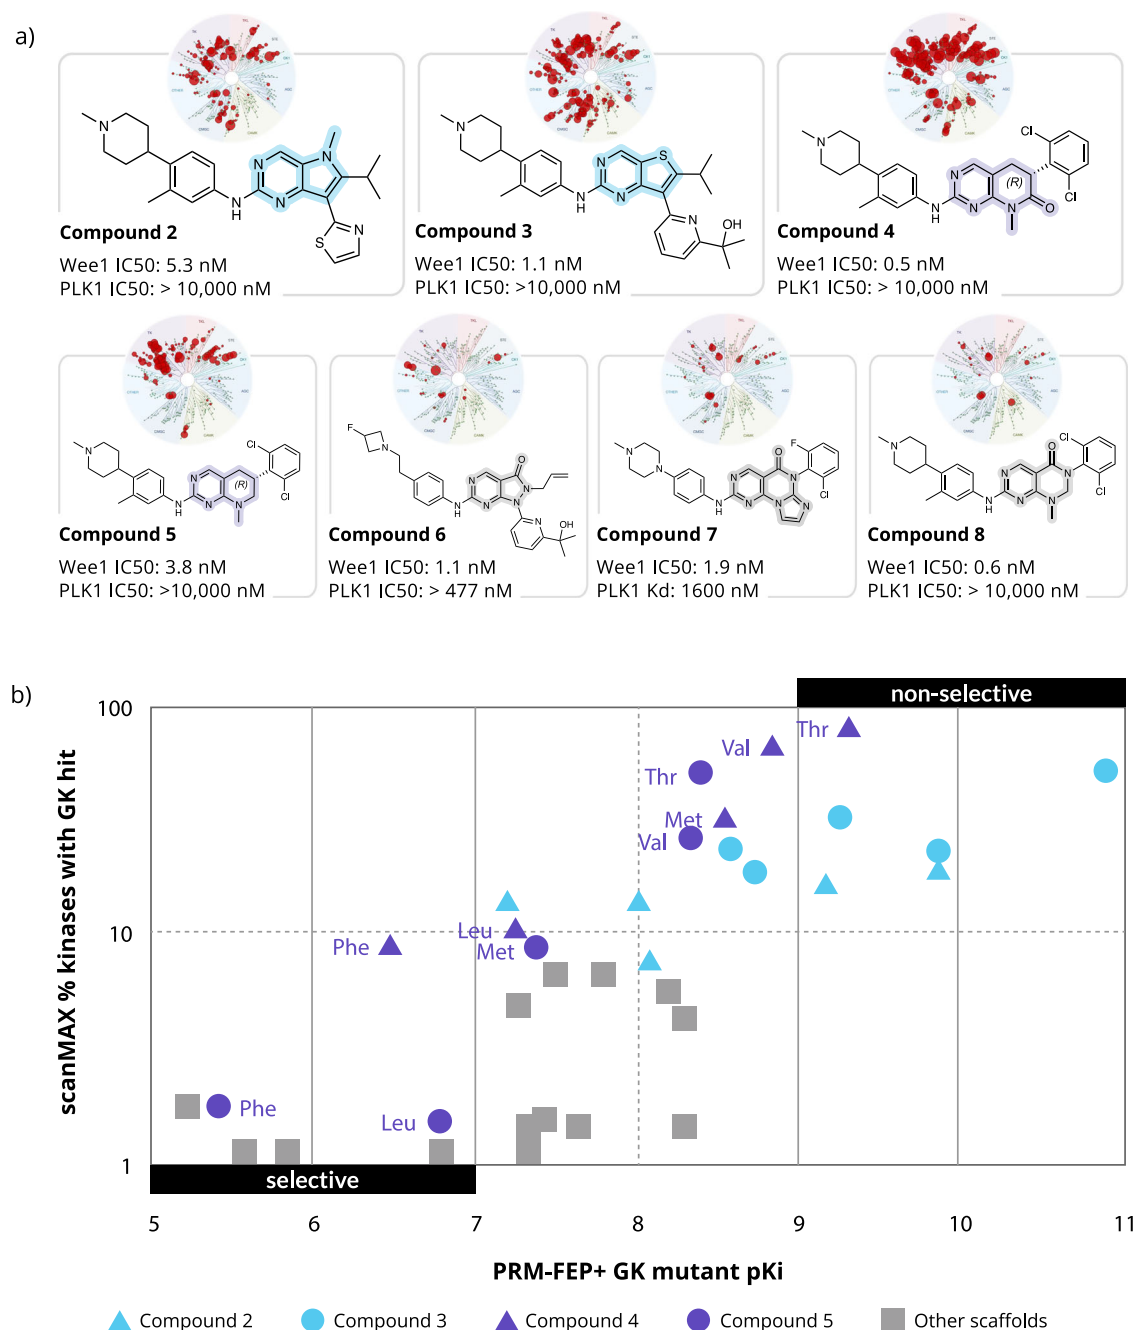 a)
Compound 2
Wee1 IC50: 5.3 nM
PLK1 IC50: > 10,000 nM
Compound 3
Wee1 IC50: 1.1 nM
PLK1 IC50: >10,000 nM
Compound 4
Wee1 IC50: 0.5 nM
PLK1 IC50: > 10,000 nM
Compound 5
Wee1 IC50: 3.8 nM
PLK1 IC50: >10,000 nM
Compound 6
Wee1 IC50: 1.1 nM
PLK1 IC50: > 477 nM
Compound 7
Wee1 IC50: 1.9 nM
PLK1 Kd: 1600 nM
Compound 8
Wee1 IC50: 0.6 nM
PLK1 IC50: > 10,000 nM
b)
non-selective
100
10
1
scanMAX % kinases with GK hit
Thr
Val
Thr
Met
Val
Leu
Phe
Met
Phe
Leu
selective
5 6 7 8 9 10 11
PRM-FEP+ GK mutant pKi
Compound 2 Compound 3 Compound 4 Compound 5 Other scaffolds